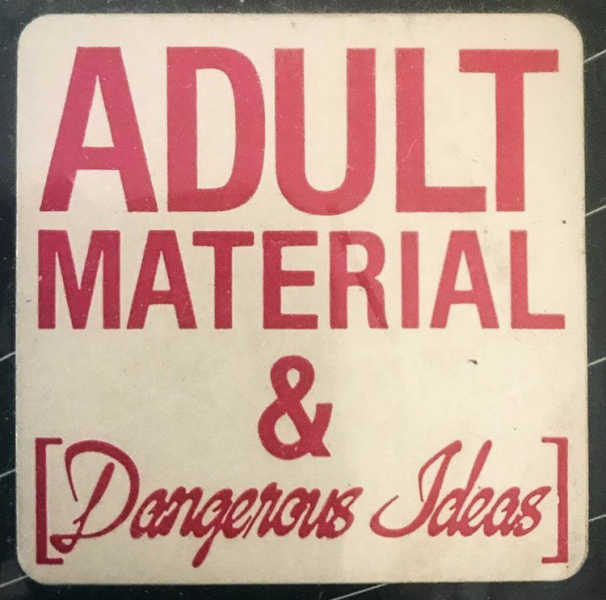 ADULT
MATERIAL
&
[Dangerous Ideas]